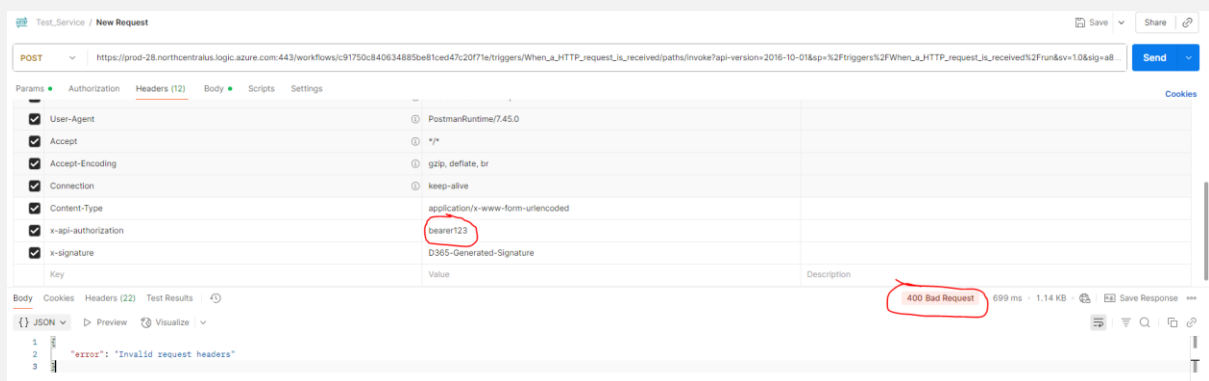 HTTP Test_Service / New Request Save Share
POST https://prod-28.northcentralus.logic.azure.com:443/workflows/c91750c840634885be81ced47c20f71e/triggers/When_a_HTTP_request_is_received/paths/invoke?api-version=2016-10-01&sp=%2Ftriggers%2FWhen_a_HTTP_request_is_received%2Frun&sv=1.0&sig=a8... Send
Params Authorization Headers (12) Body Scripts Settings
Cookies
User-Agent PostmanRuntime/7.45.0
Accept */*
Accept-Encoding gzip, deflate, br
Connection keep-alive
Content-Type application/x-www-form-urlencoded
x-api-authorization bearer123
x-signature D365-Generated-Signature
Key Value Description
Body Cookies Headers (22) Test Results 400 Bad Request 699 ms · 1.14 KB · Save Response
{} JSON Preview Visualize
1 {
2 "error": "Invalid request headers"
3 }